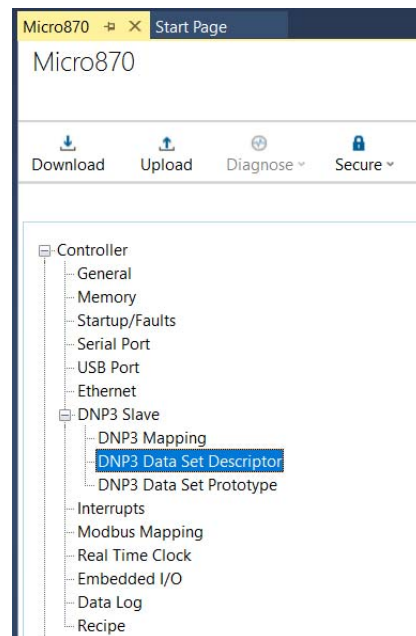 Micro870 Start Page
Micro870
Download Upload Diagnose Secure
Controller
General
Memory
Startup/Faults
Serial Port
USB Port
Ethernet
DNP3 Slave
DNP3 Mapping
DNP3 Data Set Descriptor
DNP3 Data Set Prototype
Interrupts
Modbus Mapping
Real Time Clock
Embedded I/O
Data Log
Recipe